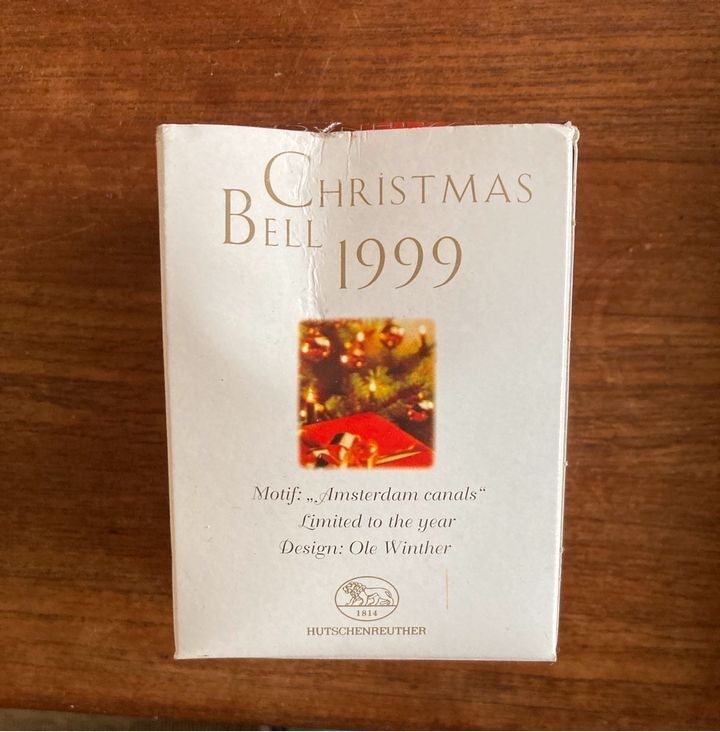 CHRISTMAS
BELL
1999
Motif: „Amsterdam canals“
Limited to the year
Design: Ole Winther
1814
HUTSCHENREUTHER